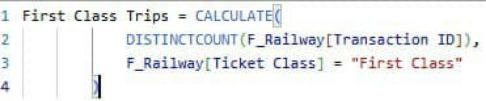 1 First Class Trips = CALCULATE(
2 DISTINCTCOUNT(F_Railway[Transaction ID]),
3 F_Railway[Ticket Class] = "First Class"
4 )